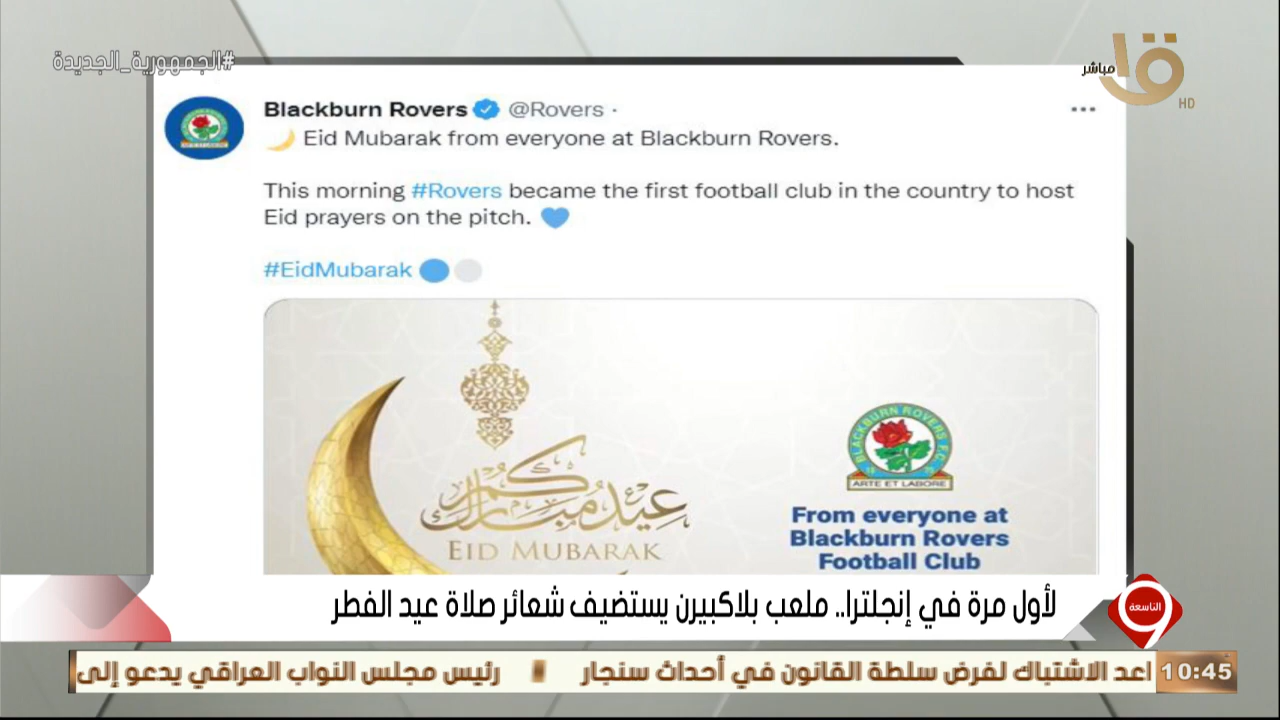 #الجمهورية_الجديدة
مباشر
HD
Blackburn Rovers @Rovers ·
🌙 Eid Mubarak from everyone at Blackburn Rovers.
This morning #Rovers became the first football club in the country to host
Eid prayers on the pitch. 💙
#EidMubarak 🔵⚪
عيد مبارك
EID MUBARAK
BLACKBURN ROVERS F.C.
ARTE ET LABORE
From everyone at
Blackburn Rovers
Football Club
لأول مرة في إنجلترا.. ملعب بلاكبيرن يستضيف شعائر صلاة عيد الفطر
التاسعة
9
اعد الاشتباك لفرض سلطة القانون في أحداث سنجار
رئيس مجلس النواب العراقي يدعو إلى
10:45